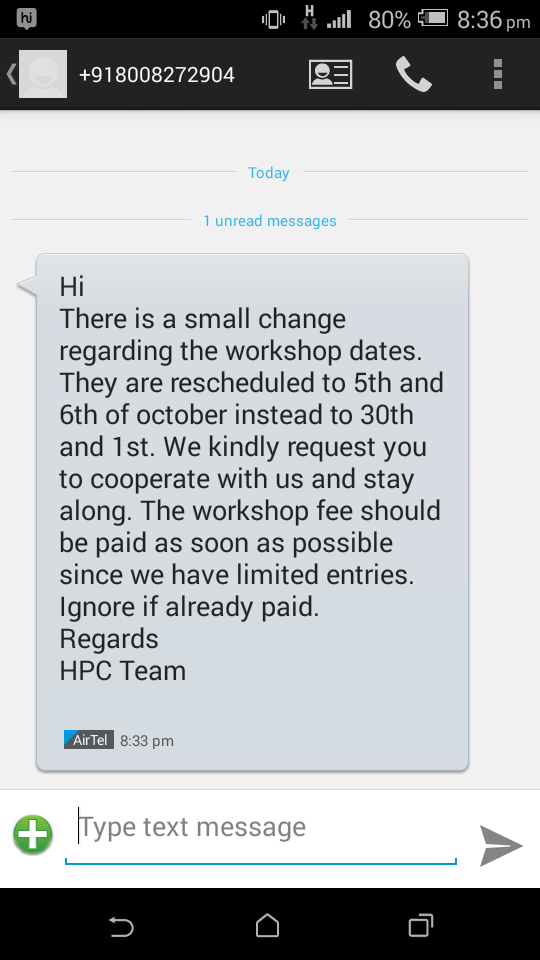 hj
H
80%
8:36 pm
+918008272904
Today
1 unread messages
Hi
There is a small change
regarding the workshop dates.
They are rescheduled to 5th and
6th of october instead to 30th
and 1st. We kindly request you
to cooperate with us and stay
along. The workshop fee should
be paid as soon as possible
since we have limited entries.
Ignore if already paid.
Regards
HPC Team
AirTel 8:33 pm
Type text message